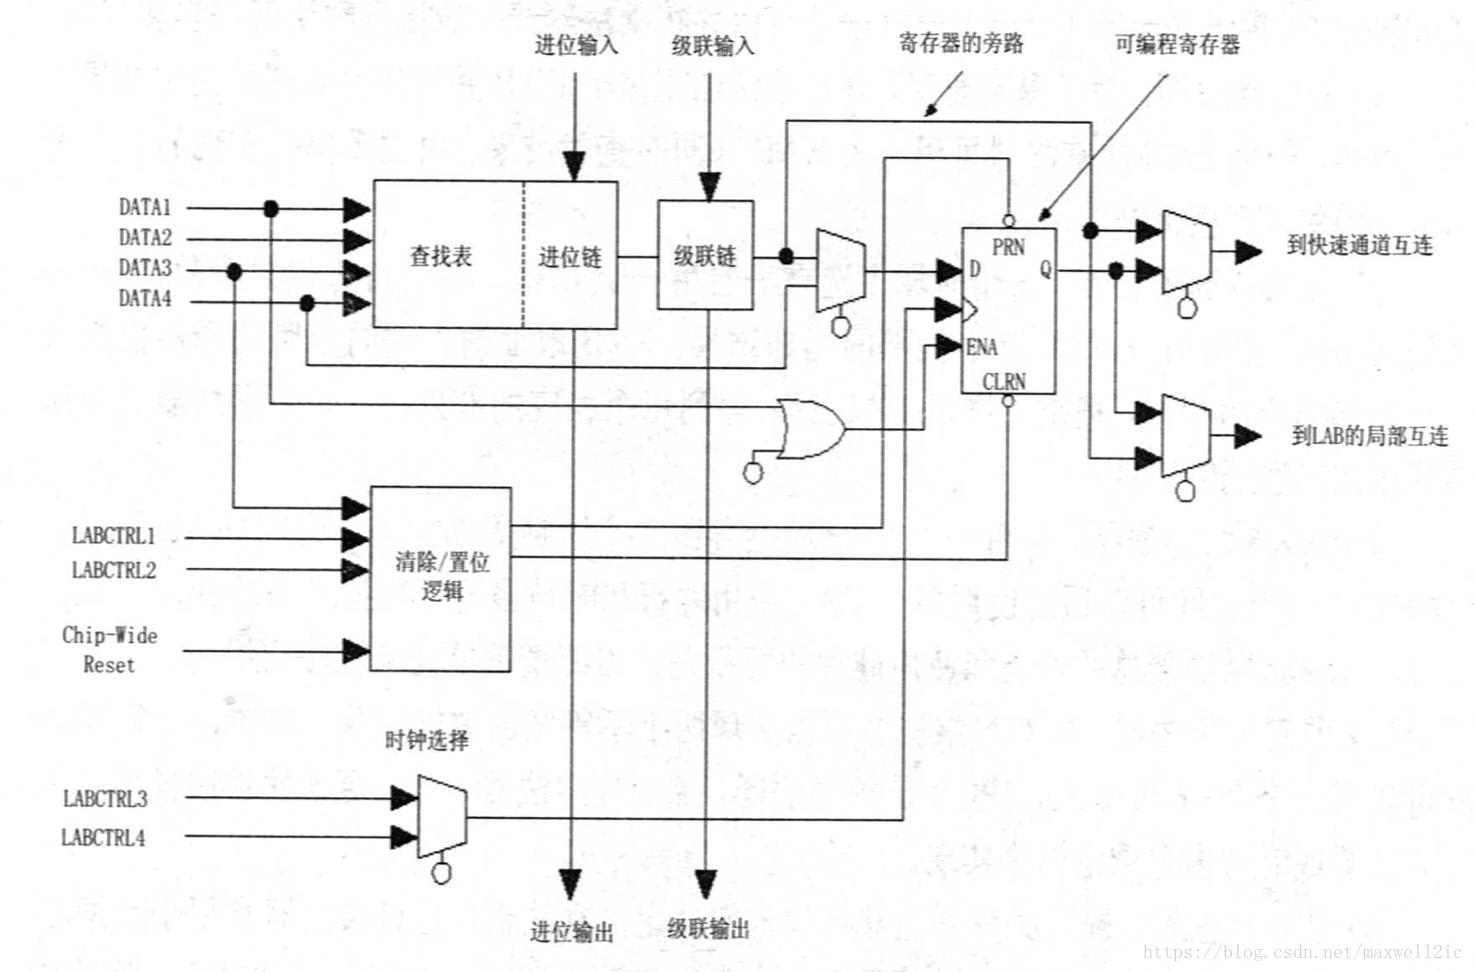 进位输入
级联输入
寄存器的旁路
可编程寄存器
DATA1
DATA2
DATA3
DATA4
查找表
进位链
级联链
D
PRN
Q
ENA
CLRN
到快速通道互连
到LAB的局部互连
LABCTRL1
LABCTRL2
清除/置位
逻辑
Chip-Wide
Reset
时钟选择
LABCTRL3
LABCTRL4
进位输出
级联输出
https://blog.csdn.net/maxwell2ic